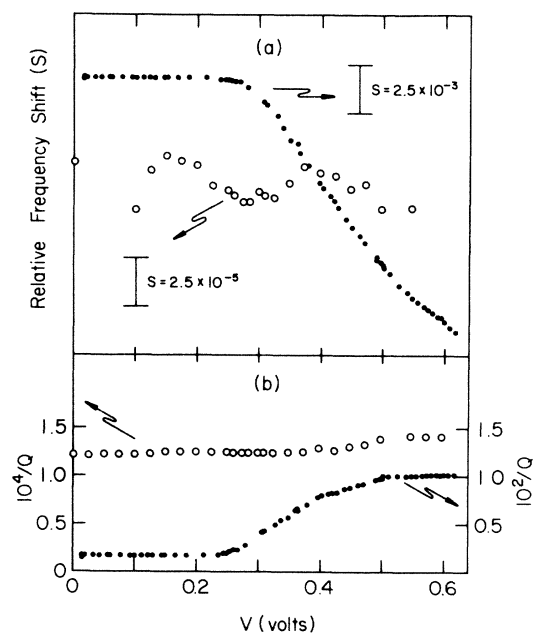 (a)
Relative Frequency Shift (S)
S = 2.5 × 10⁻³
S = 2.5 × 10⁻⁵
(b)
10⁴/Q
1.5
1.0
0.5
0
10²/Q
1.5
1.0
0.5
0 0.2 0.4 0.6
V (volts)